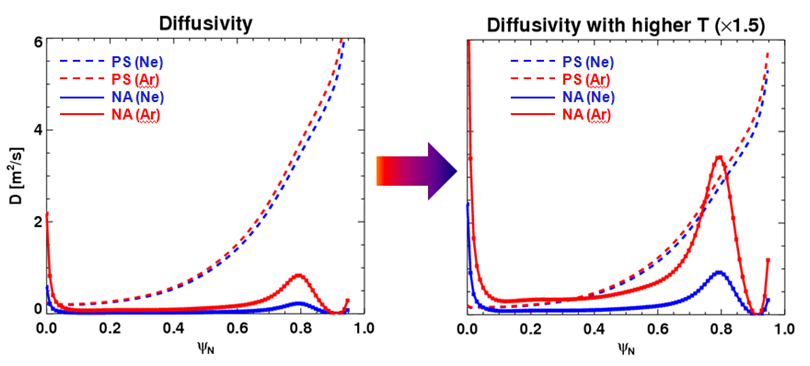 Diffusivity
6
4
2
0
D [m²/s]
PS (Ne)
PS (Ar)
NA (Ne)
NA (Ar)
0.0 0.2 0.4 0.6 0.8 1.0
ψN
Diffusivity with higher T (×1.5)
PS (Ne)
PS (Ar)
NA (Ne)
NA (Ar)
0.0 0.2 0.4 0.6 0.8 1.0
ψN